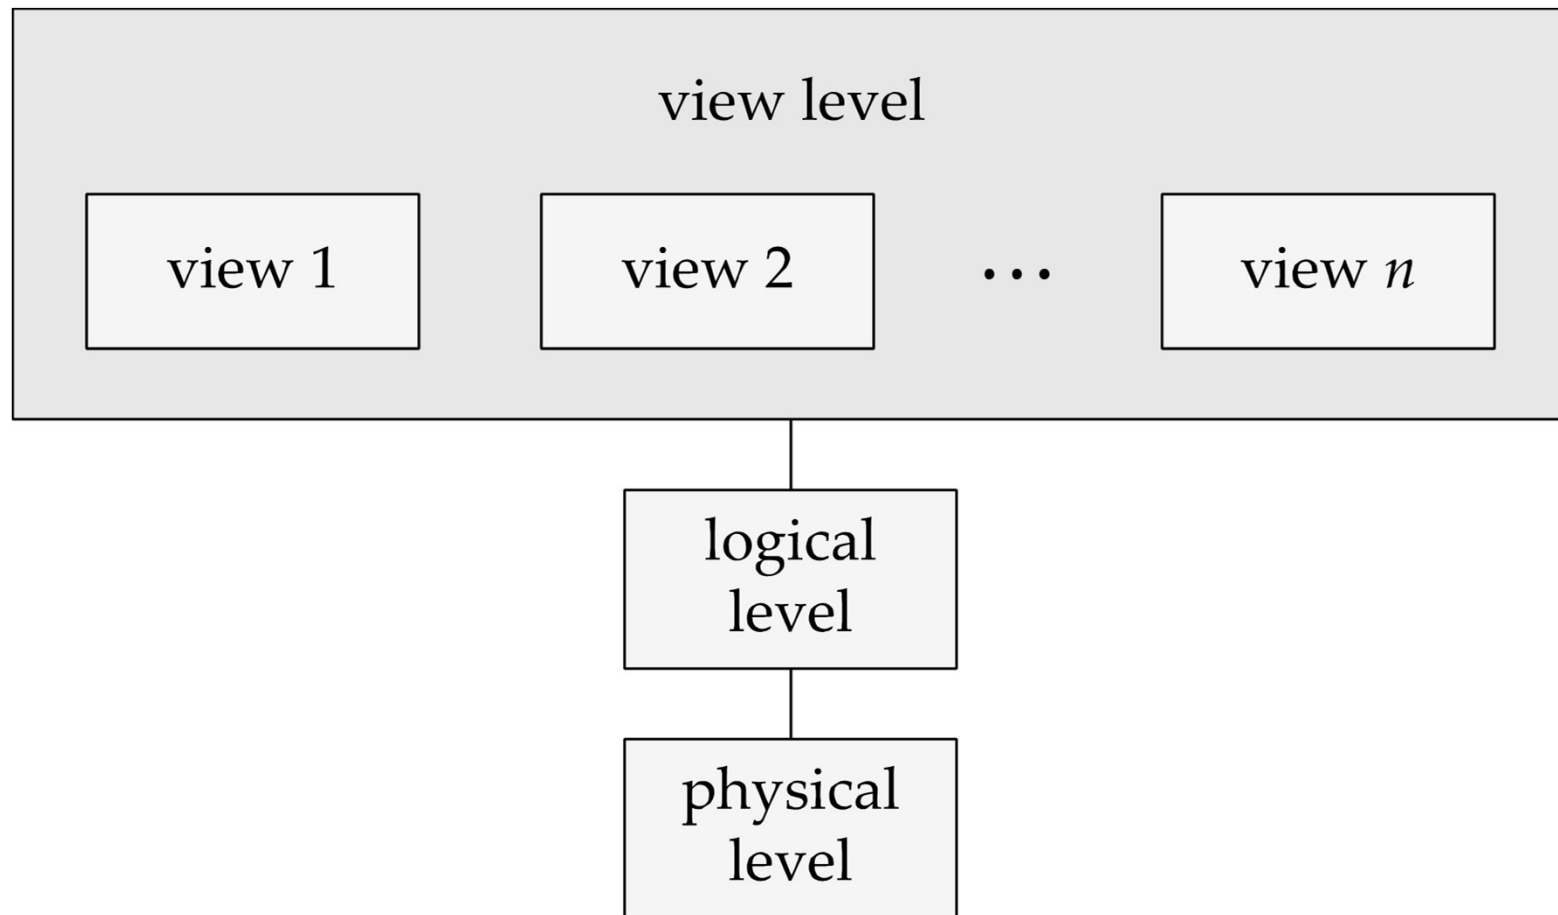 view level
view 1
view 2
...
view n
logical
level
physical
level